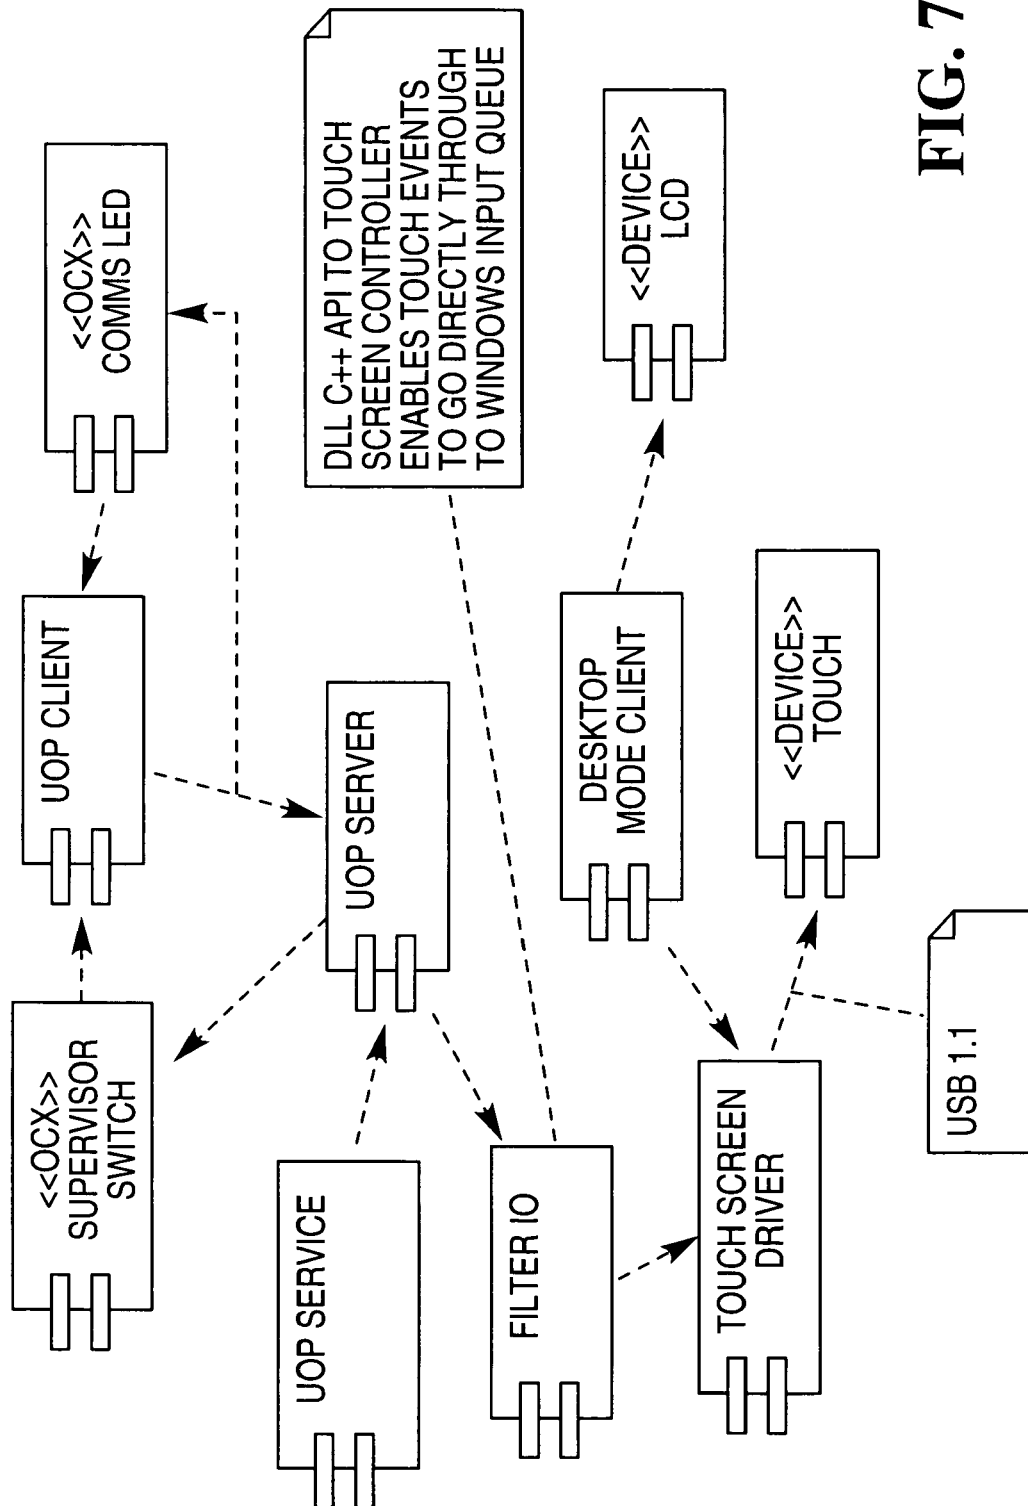 <<OCX>>
SUPERVISOR
SWITCH
UOP CLIENT
<<OCX>>
COMMS LED
UOP SERVICE
UOP SERVER
DLL C++ API TO TOUCH
SCREEN CONTROLLER
ENABLES TOUCH EVENTS
TO GO DIRECTLY THROUGH
TO WINDOWS INPUT QUEUE
FILTER IO
DESKTOP
MODE CLIENT
<<DEVICE>>
LCD
TOUCH SCREEN
DRIVER
<<DEVICE>>
TOUCH
USB 1.1
FIG. 7